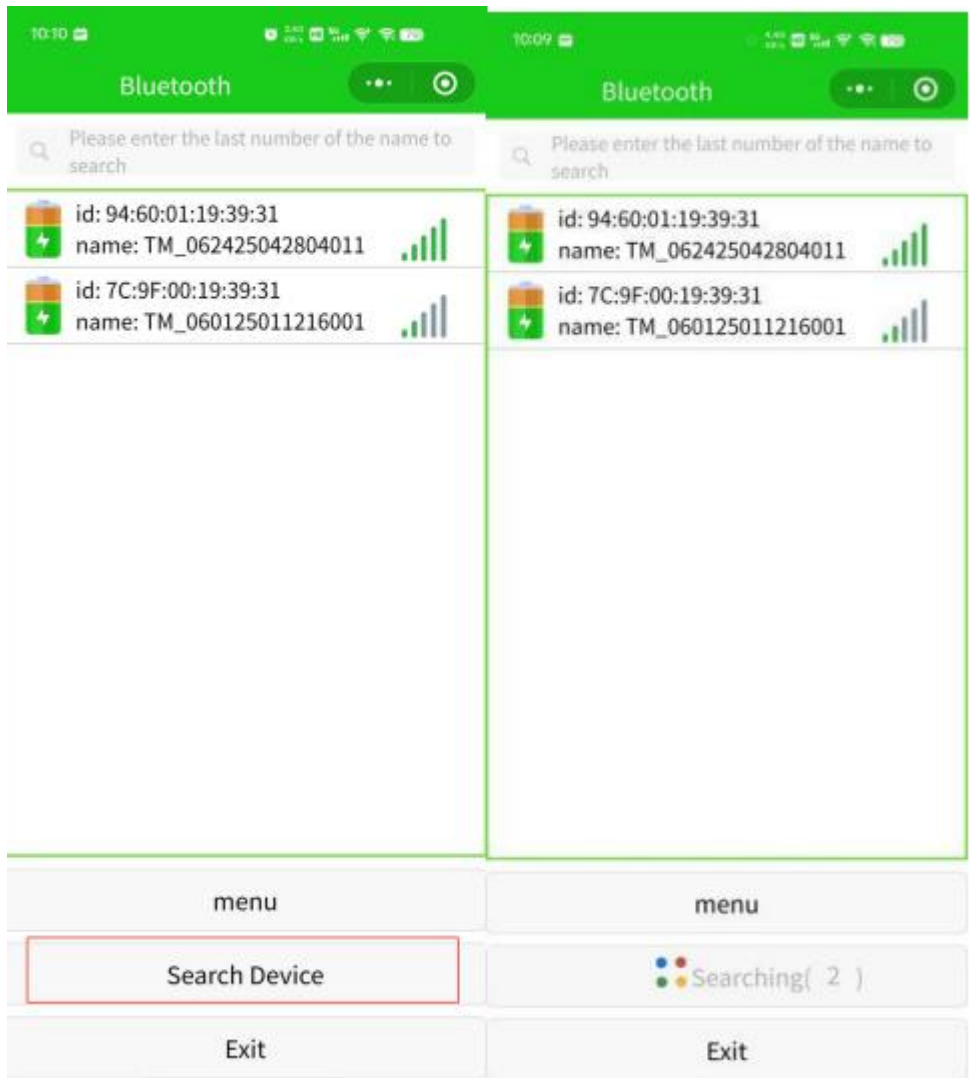 10:10
Bluetooth
Please enter the last number of the name to
search
id: 94:60:01:19:39:31
name: TM_062425042804011
id: 7C:9F:00:19:39:31
name: TM_060125011216001
menu
Search Device
Exit
10:09
Bluetooth
Please enter the last number of the name to
search
id: 94:60:01:19:39:31
name: TM_062425042804011
id: 7C:9F:00:19:39:31
name: TM_060125011216001
menu
Searching( 2 )
Exit